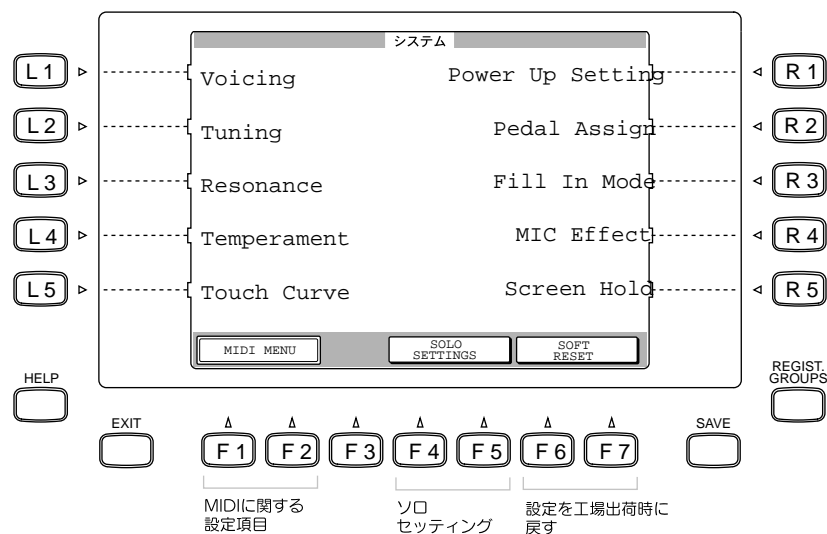 システム
L1 Voicing Power Up Setting R1
L2 Tuning Pedal Assign R2
L3 Resonance Fill In Mode R3
L4 Temperament MIC Effect R4
L5 Touch Curve Screen Hold R5
MIDI MENU
SOLO
SETTINGS
SOFT
RESET
HELP
REGIST.
GROUPS
EXIT
SAVE
F1 F2 F3 F4 F5 F6 F7
MIDIに関する
設定項目
ソロ
セッティング
設定を工場出荷時に
戻す